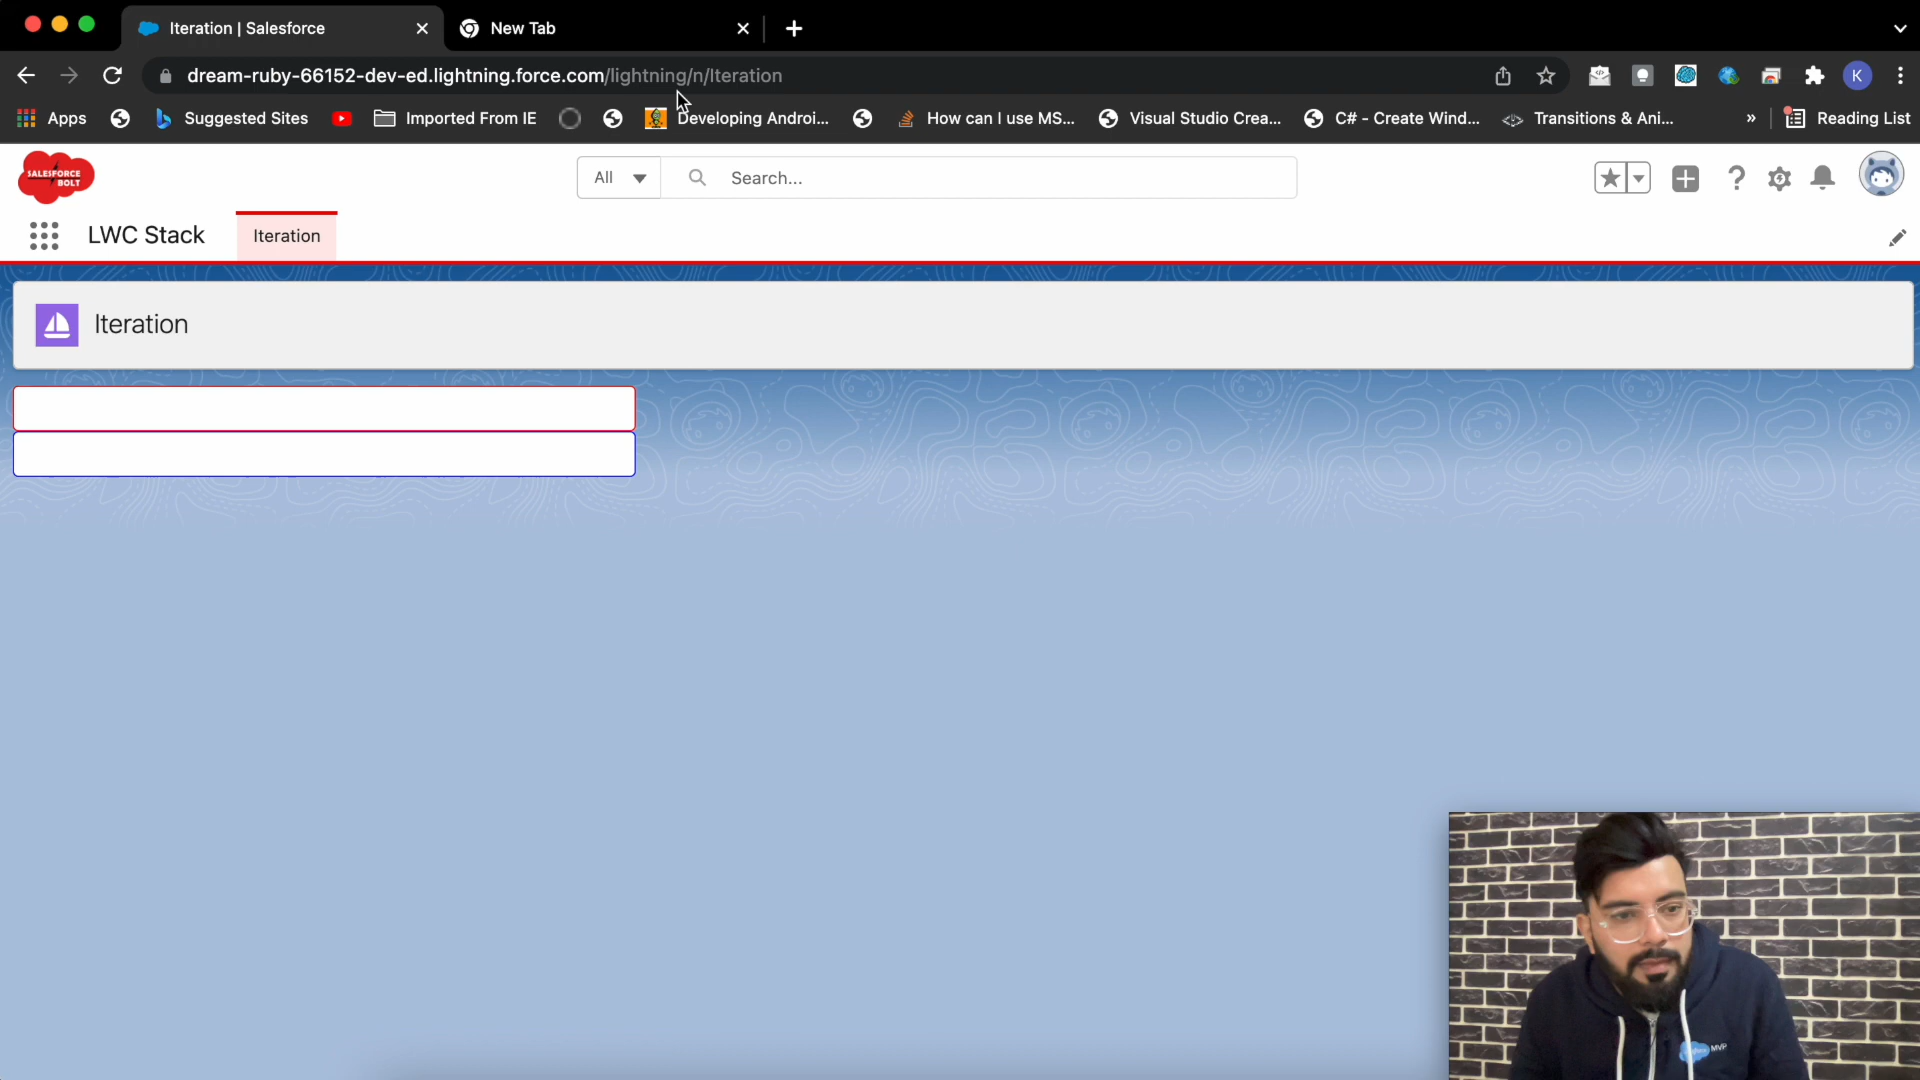 Iteration | Salesforce
New Tab
dream-ruby-66152-dev-ed.lightning.force.com/lightning/n/Iteration
Apps
Suggested Sites
Imported From IE
Developing Androi...
How can I use MS...
Visual Studio Crea...
C# - Create Wind...
Transitions & Ani...
»
Reading List
K
SALESFORCE
BOLT
All
Search...
LWC Stack
Iteration
Iteration
MVP